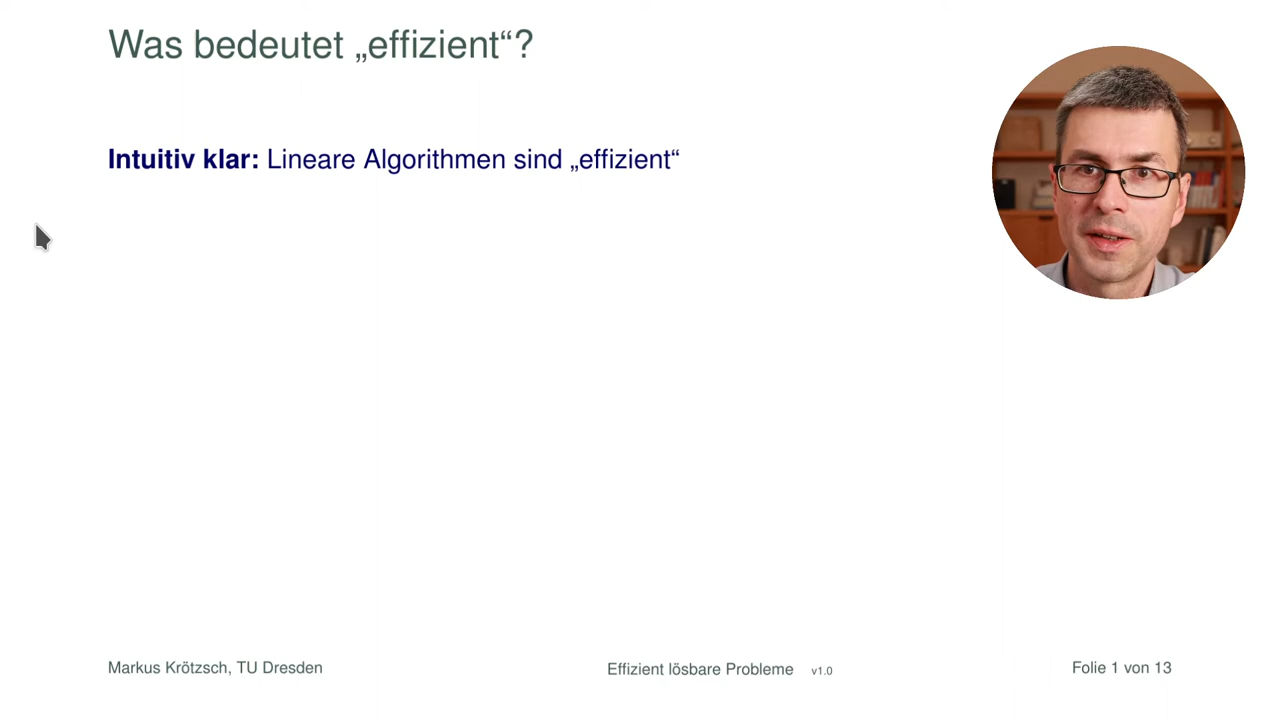 Was bedeutet „effizient“?
Intuitiv klar: Lineare Algorithmen sind „effizient“
Markus Krötzsch, TU Dresden
Effizient lösbare Probleme v1.0
Folie 1 von 13